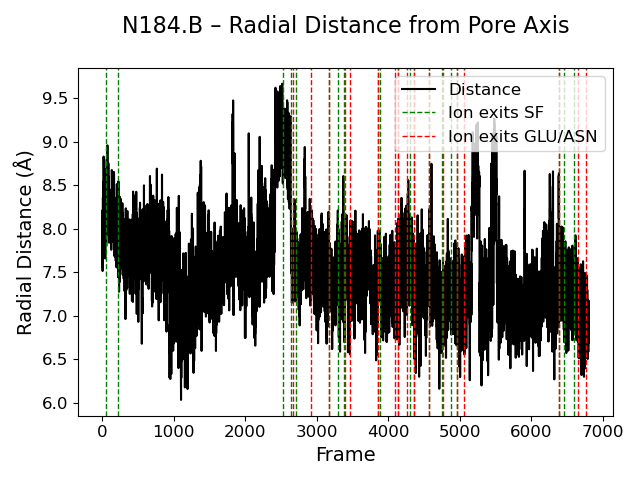 N184.B – Radial Distance from Pore Axis
Distance
Ion exits SF
Ion exits GLU/ASN
Radial Distance (Å)
9.5
9.0
8.5
8.0
7.5
7.0
6.5
6.0
0
1000
2000
3000
4000
5000
6000
7000
Frame